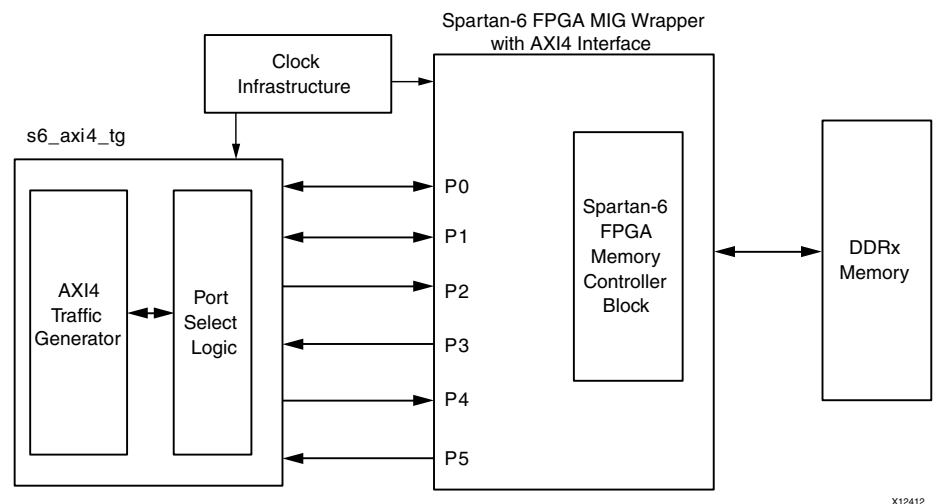 Spartan-6 FPGA MIG Wrapper
with AXI4 Interface
Clock
Infrastructure
s6_axi4_tg
P0
P1
P2
P3
P4
P5
AXI4
Traffic
Generator
Port
Select
Logic
Spartan-6
FPGA
Memory
Controller
Block
DDRx
Memory
X12412